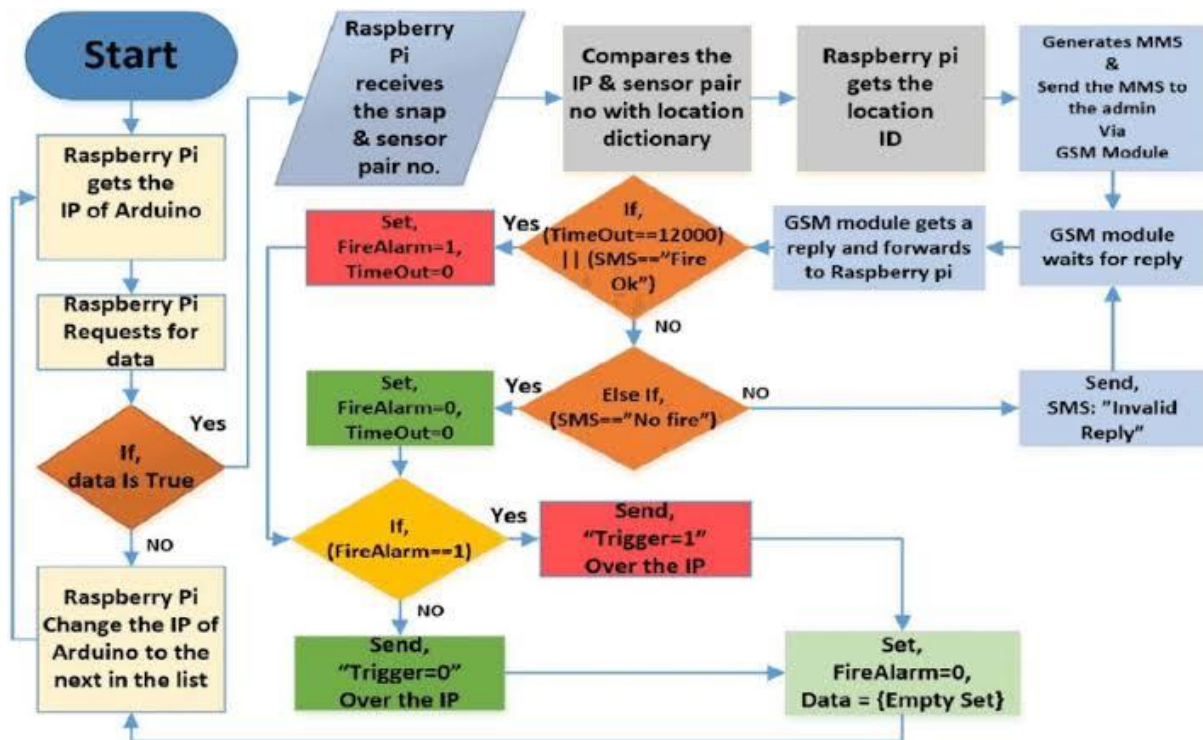 Start
Raspberry Pi
gets the
IP of Arduino
Raspberry Pi
Requests for
data
If,
data Is True
Yes
NO
Raspberry Pi
Change the IP of
Arduino to the
next in the list
Raspberry
Pi
receives
the snap
& sensor
pair no.
Compares the
IP & sensor pair
no with location
dictionary
Raspberry pi
gets the
location
ID
Generates MMS
&
Send the MMS to
the admin
Via
GSM Module
GSM module
waits for reply
GSM module gets a
reply and forwards
to Raspberry pi
If,
(TimeOut==12000)
|| (SMS=="Fire
Ok")
Yes
NO
Set,
FireAlarm=1,
TimeOut=0
Else If,
(SMS=="No fire")
Yes
NO
Send,
SMS: "Invalid
Reply"
Set,
FireAlarm=0,
TimeOut=0
If,
(FireAlarm==1)
Yes
NO
Send,
"Trigger=1"
Over the IP
Send,
"Trigger=0"
Over the IP
Set,
FireAlarm=0,
Data = {Empty Set}